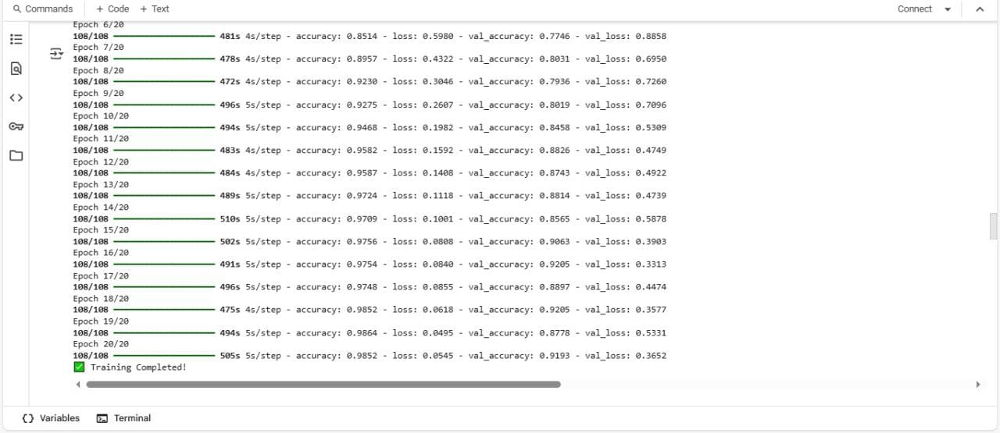 Commands + Code + Text Connect
Epoch 6/20
108/108 481s 4s/step - accuracy: 0.8514 - loss: 0.5980 - val_accuracy: 0.7746 - val_loss: 0.8858
Epoch 7/20
108/108 478s 4s/step - accuracy: 0.8957 - loss: 0.4322 - val_accuracy: 0.8031 - val_loss: 0.6950
Epoch 8/20
108/108 472s 4s/step - accuracy: 0.9230 - loss: 0.3046 - val_accuracy: 0.7936 - val_loss: 0.7260
Epoch 9/20
108/108 496s 5s/step - accuracy: 0.9275 - loss: 0.2607 - val_accuracy: 0.8019 - val_loss: 0.7096
Epoch 10/20
108/108 494s 5s/step - accuracy: 0.9468 - loss: 0.1982 - val_accuracy: 0.8458 - val_loss: 0.5309
Epoch 11/20
108/108 483s 4s/step - accuracy: 0.9582 - loss: 0.1592 - val_accuracy: 0.8826 - val_loss: 0.4749
Epoch 12/20
108/108 484s 4s/step - accuracy: 0.9587 - loss: 0.1408 - val_accuracy: 0.8743 - val_loss: 0.4922
Epoch 13/20
108/108 489s 5s/step - accuracy: 0.9724 - loss: 0.1118 - val_accuracy: 0.8814 - val_loss: 0.4739
Epoch 14/20
108/108 510s 5s/step - accuracy: 0.9709 - loss: 0.1001 - val_accuracy: 0.8565 - val_loss: 0.5878
Epoch 15/20
108/108 502s 5s/step - accuracy: 0.9756 - loss: 0.0808 - val_accuracy: 0.9063 - val_loss: 0.3903
Epoch 16/20
108/108 491s 5s/step - accuracy: 0.9754 - loss: 0.0840 - val_accuracy: 0.9205 - val_loss: 0.3313
Epoch 17/20
108/108 496s 5s/step - accuracy: 0.9748 - loss: 0.0855 - val_accuracy: 0.8897 - val_loss: 0.4474
Epoch 18/20
108/108 475s 4s/step - accuracy: 0.9852 - loss: 0.0618 - val_accuracy: 0.9205 - val_loss: 0.3577
Epoch 19/20
108/108 494s 5s/step - accuracy: 0.9864 - loss: 0.0495 - val_accuracy: 0.8778 - val_loss: 0.5331
Epoch 20/20
108/108 505s 5s/step - accuracy: 0.9852 - loss: 0.0545 - val_accuracy: 0.9193 - val_loss: 0.3652
✅ Training Completed!
{} Variables Terminal